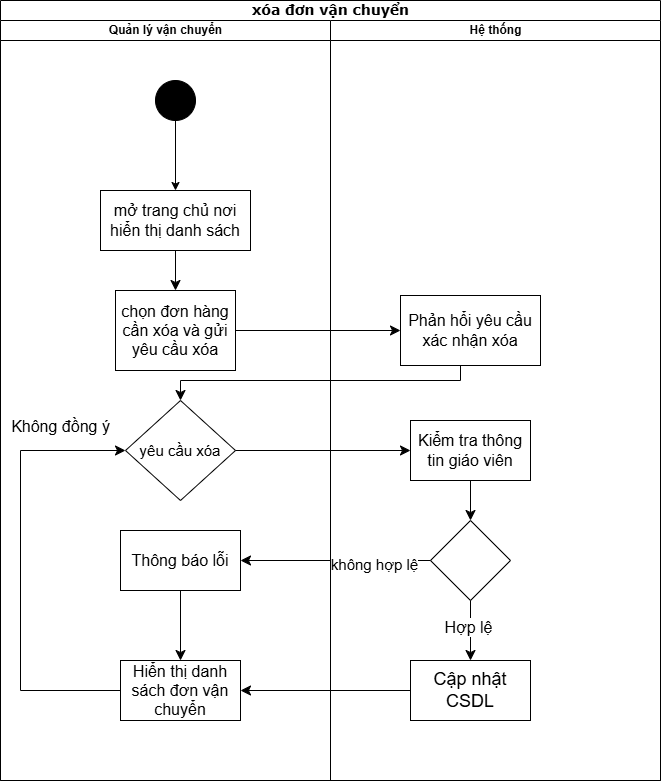 xóa đơn vận chuyển
Quản lý vận chuyển
Hệ thống
mở trang chủ nơi
hiển thị danh sách
chọn đơn hàng
cần xóa và gửi
yêu cầu xóa
Phản hồi yêu cầu
xác nhận xóa
Không đồng ý
yêu cầu xóa
Kiểm tra thông
tin giáo viên
Thông báo lỗi
không hợp lệ
Hợp lệ
Hiển thị danh
sách đơn vận
chuyển
Cập nhật
CSDL